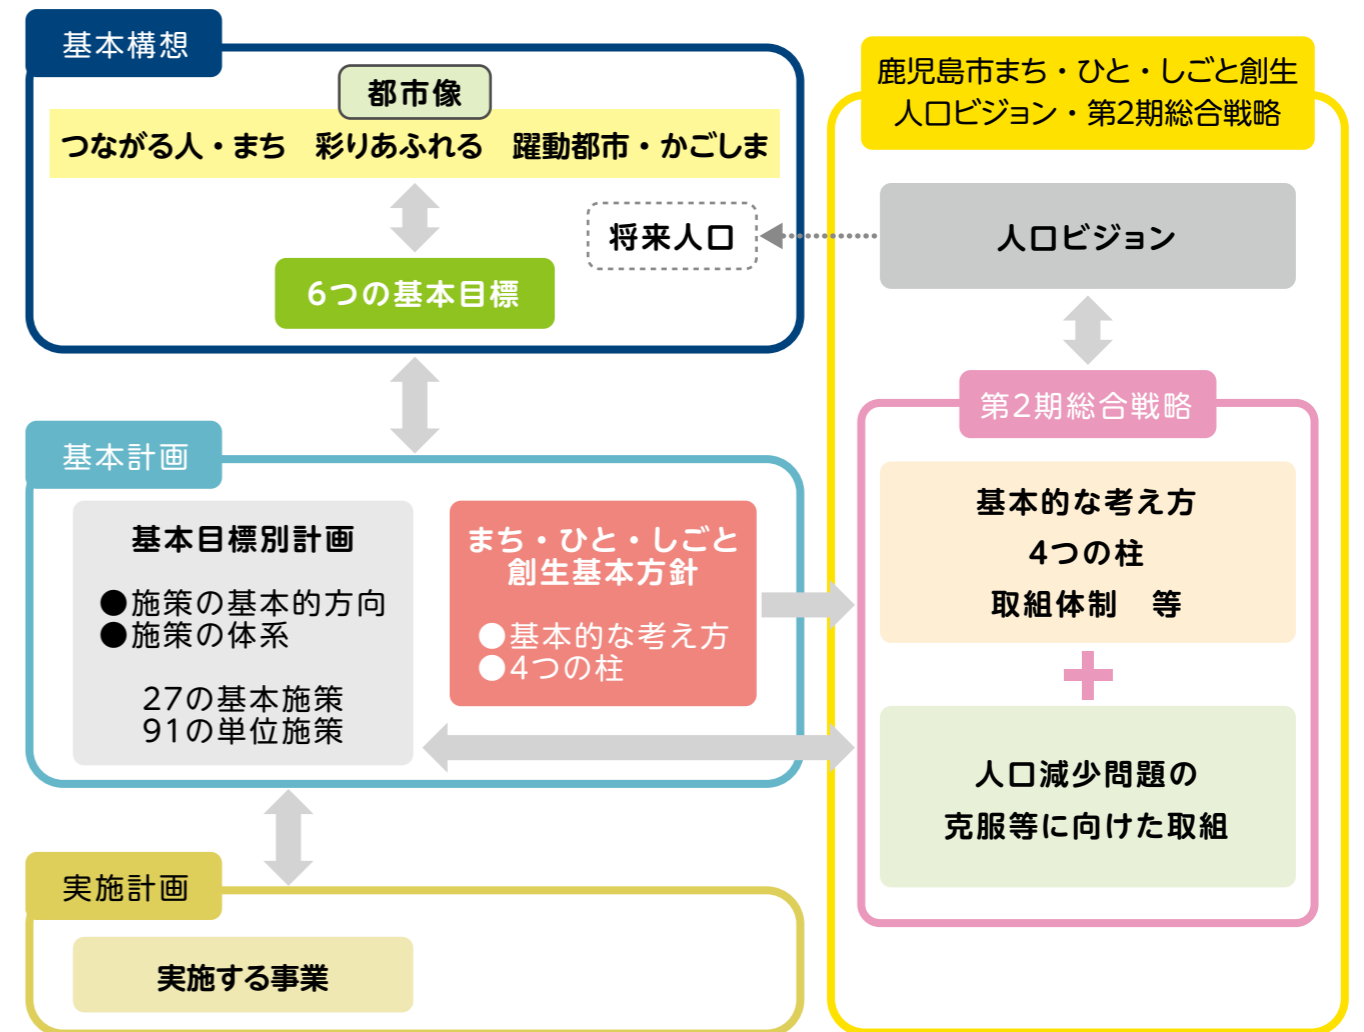 基本構想
都市像
つながる人・まち　彩りあふれる　躍動都市・かごしま
将来人口
6つの基本目標
基本計画
基本目標別計画
●施策の基本的方向
●施策の体系
27の基本施策
91の単位施策
まち・ひと・しごと
創生基本方針
●基本的な考え方
●4つの柱
実施計画
実施する事業
鹿児島市まち・ひと・しごと創生
人口ビジョン・第2期総合戦略
人口ビジョン
第2期総合戦略
基本的な考え方
4つの柱
取組体制　等
人口減少問題の
克服等に向けた取組